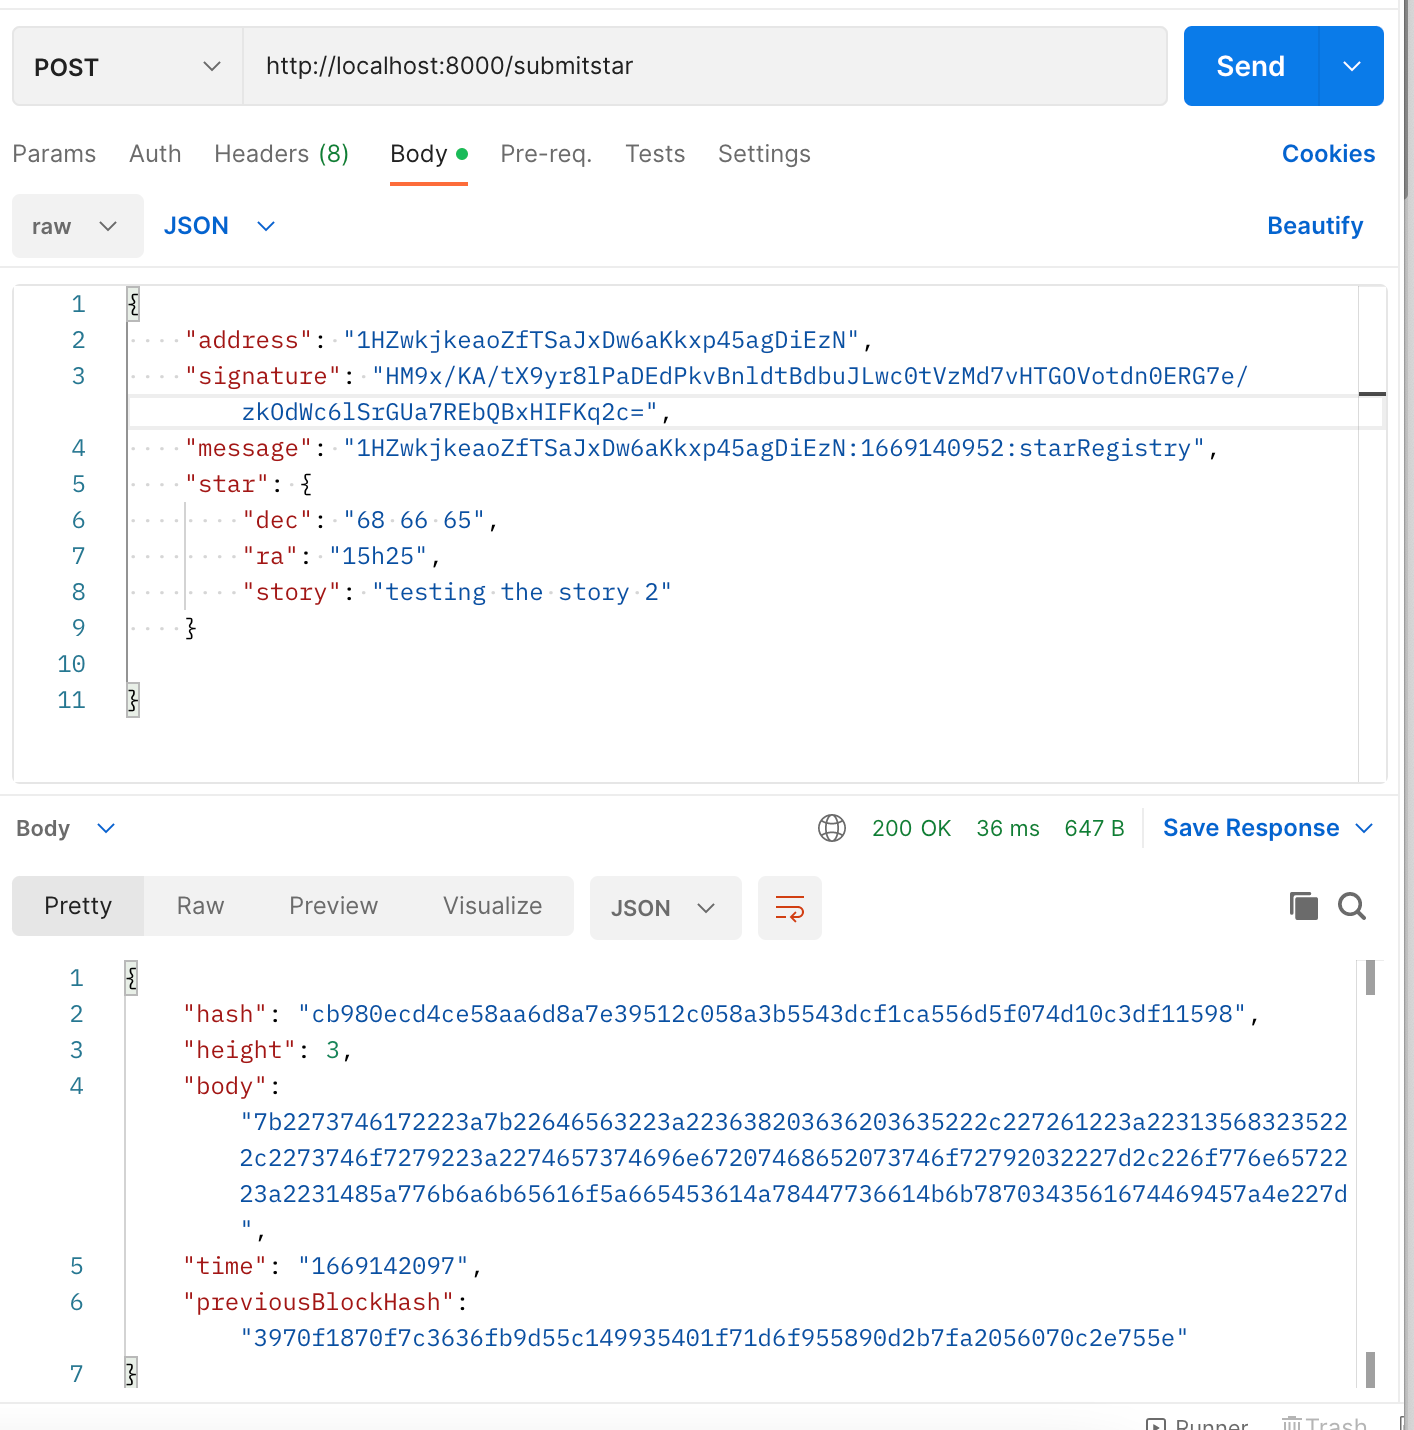 POST http://localhost:8000/submitstar Send
Params Auth Headers (8) Body Pre-req. Tests Settings Cookies
raw JSON Beautify
1 {
2 "address": "1HZwkjkeaoZfTSaJxDw6aKkxp45agDiEzN",
3 "signature": "HM9x/KA/tX9yr8lPaDEdPkvBnldtBdbuJLwc0tVzMd7vHTGOVotdn0ERG7e/
zkOdWc6lSrGUa7REbQBxHIFKq2c=",
4 "message": "1HZwkjkeaoZfTSaJxDw6aKkxp45agDiEzN:1669140952:starRegistry",
5 "star": {
6 "dec": "68 66 65",
7 "ra": "15h25",
8 "story": "testing the story 2"
9 }
10
11 }
Body 200 OK 36 ms 647 B Save Response
Pretty Raw Preview Visualize JSON
1 {
2 "hash": "cb980ecd4ce58aa6d8a7e39512c058a3b5543dcf1ca556d5f074d10c3df11598",
3 "height": 3,
4 "body":
"7b2273746172223a7b22646563223a223638203636203635222c227261223a22313568323522
2c2273746f7279223a2274657374696e67207468652073746f72792032227d2c226f776e65722
23a2231485a776b6a6b65616f5a665453614a78447736614b6b7870343561674469457a4e227d
",
5 "time": "1669142097",
6 "previousBlockHash":
"3970f1870f7c3636fb9d55c149935401f71d6f955890d2b7fa2056070c2e755e"
7 }
Runner Trash